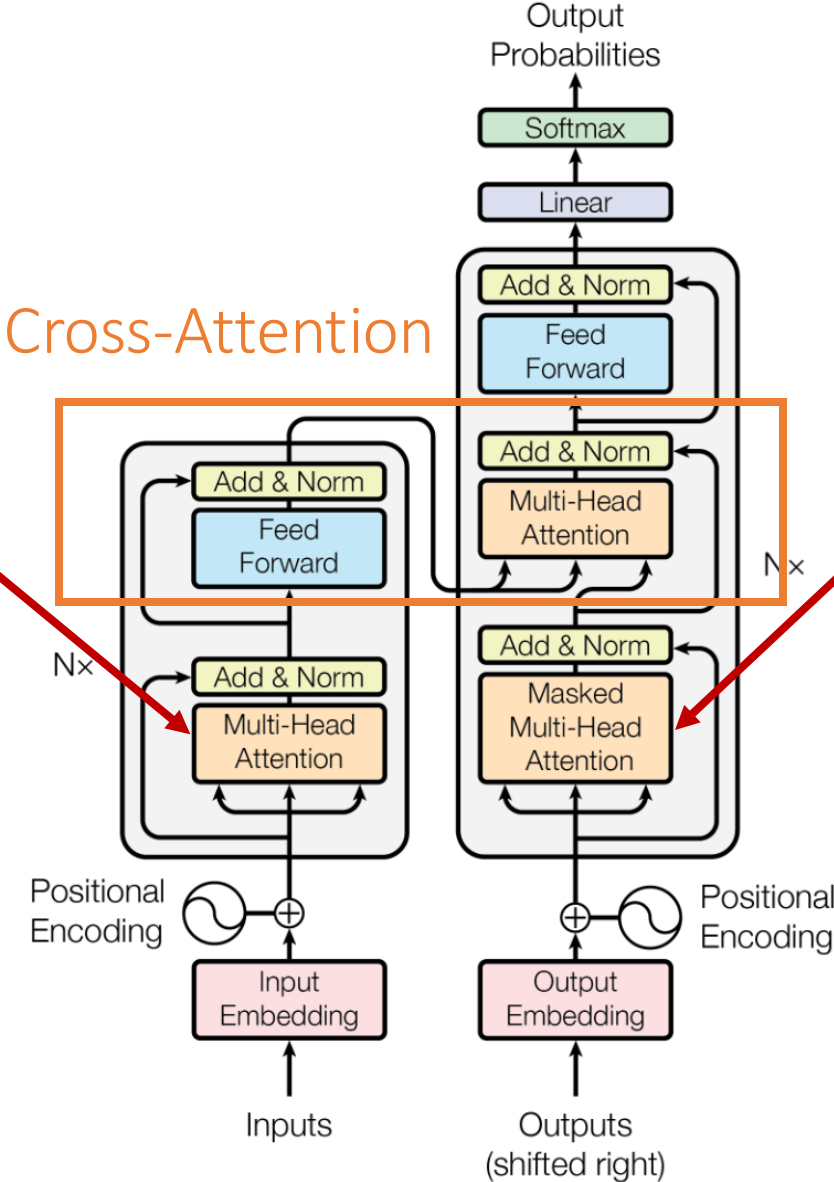 Output
Probabilities
Softmax
Linear
Add & Norm
Feed
Forward
Cross-Attention
Add & Norm
Multi-Head
Attention
N×
Add & Norm
Masked
Multi-Head
Attention
Add & Norm
Feed
Forward
N×
Add & Norm
Multi-Head
Attention
Positional
Encoding
Positional
Encoding
Input
Embedding
Output
Embedding
Inputs
Outputs
(shifted right)